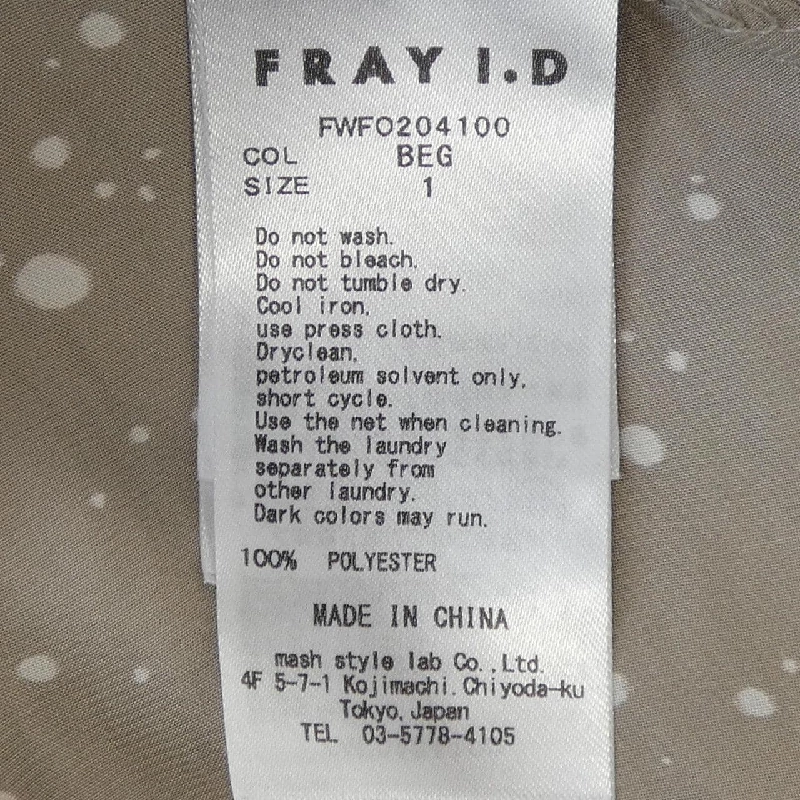 FRAY I.D
FWFO204100
COL BEG
SIZE 1
Do not wash.
Do not bleach.
Do not tumble dry.
Cool iron.
use press cloth.
Dryclean.
petroleum solvent only.
short cycle.
Use the net when cleaning.
Wash the laundry
separately from
other laundry.
Dark colors may run.
100% POLYESTER
MADE IN CHINA
mash style lab Co.,Ltd.
4F 5-7-1 Kojimachi.Chiyoda-ku
Tokyo,Japan
TEL 03-5778-4105